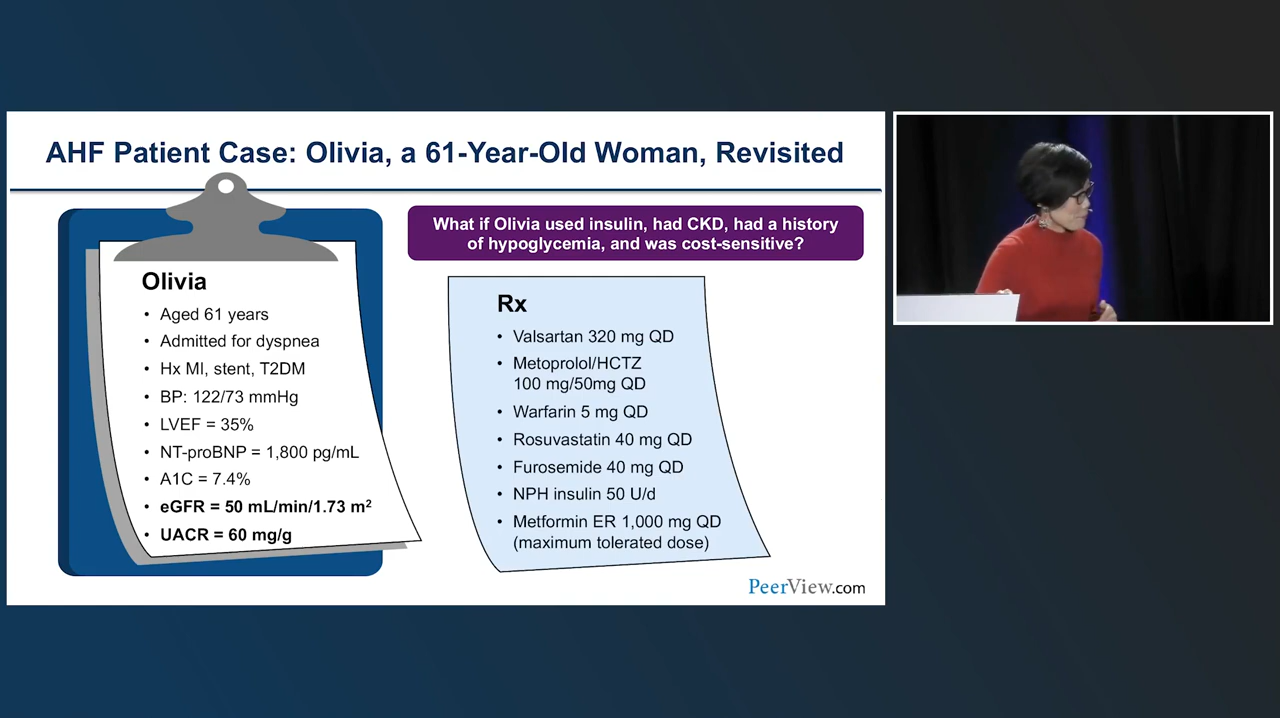 AHF Patient Case: Olivia, a 61-Year-Old Woman, Revisited
What if Olivia used insulin, had CKD, had a history
of hypoglycemia, and was cost-sensitive?
Olivia
• Aged 61 years
• Admitted for dyspnea
• Hx MI, stent, T2DM
• BP: 122/73 mmHg
• LVEF = 35%
• NT-proBNP = 1,800 pg/mL
• A1C = 7.4%
• eGFR = 50 mL/min/1.73 m²
• UACR = 60 mg/g
Rx
• Valsartan 320 mg QD
• Metoprolol/HCTZ
100 mg/50mg QD
• Warfarin 5 mg QD
• Rosuvastatin 40 mg QD
• Furosemide 40 mg QD
• NPH insulin 50 U/d
• Metformin ER 1,000 mg QD
(maximum tolerated dose)
PeerView.com